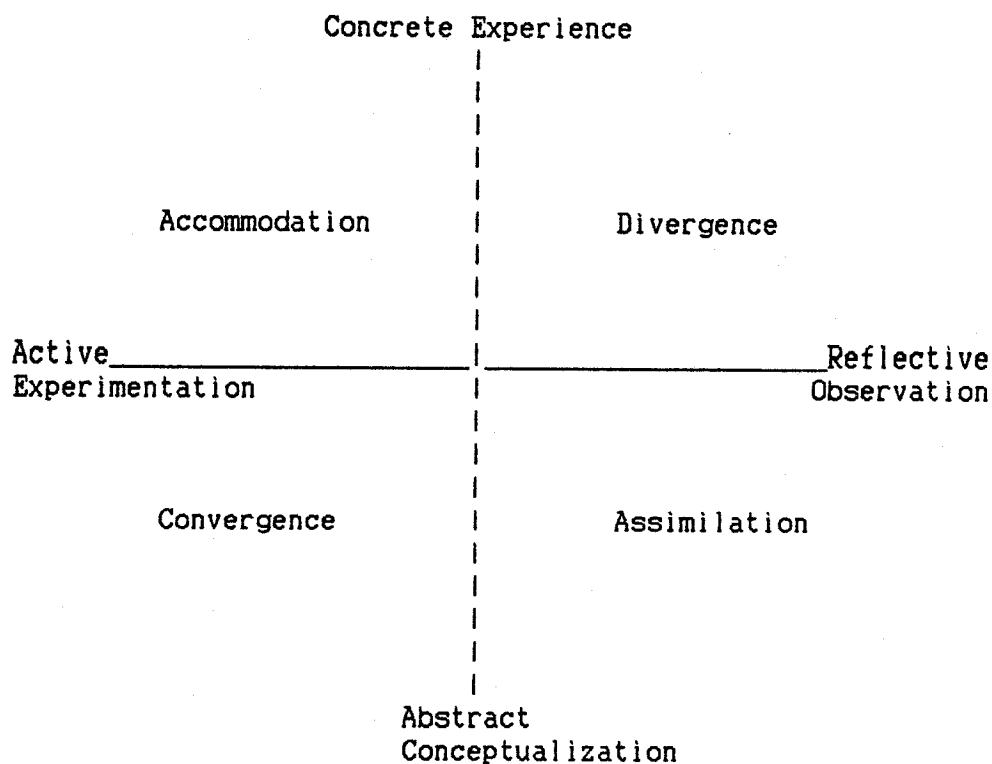 Concrete Experience
Accommodation
Divergence
Active
Experimentation
Reflective
Observation
Convergence
Assimilation
Abstract
Conceptualization